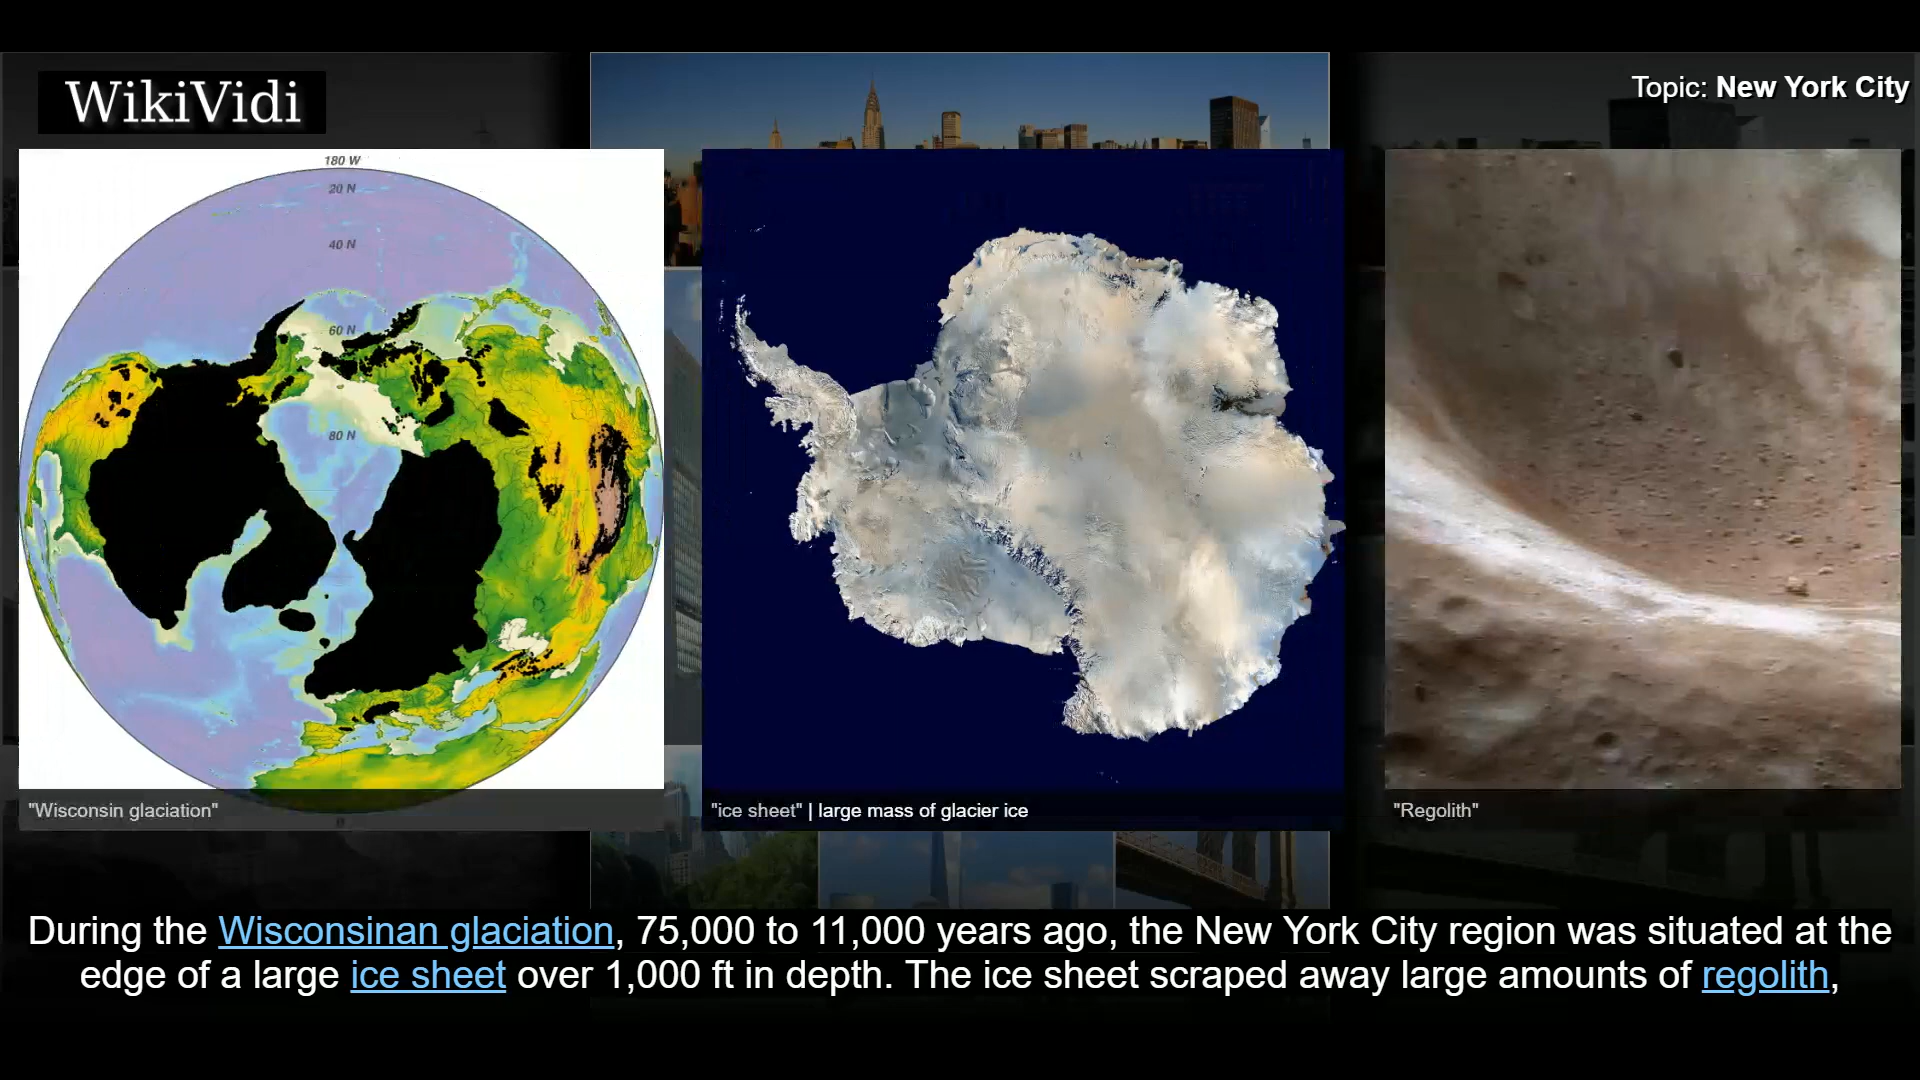 WikiVidi
Topic: New York City
180 W
20 N
40 N
60 N
80 N
"Wisconsin glaciation"
"ice sheet" | large mass of glacier ice
"Regolith"
During the Wisconsinan glaciation, 75,000 to 11,000 years ago, the New York City region was situated at the
edge of a large ice sheet over 1,000 ft in depth. The ice sheet scraped away large amounts of regolith,